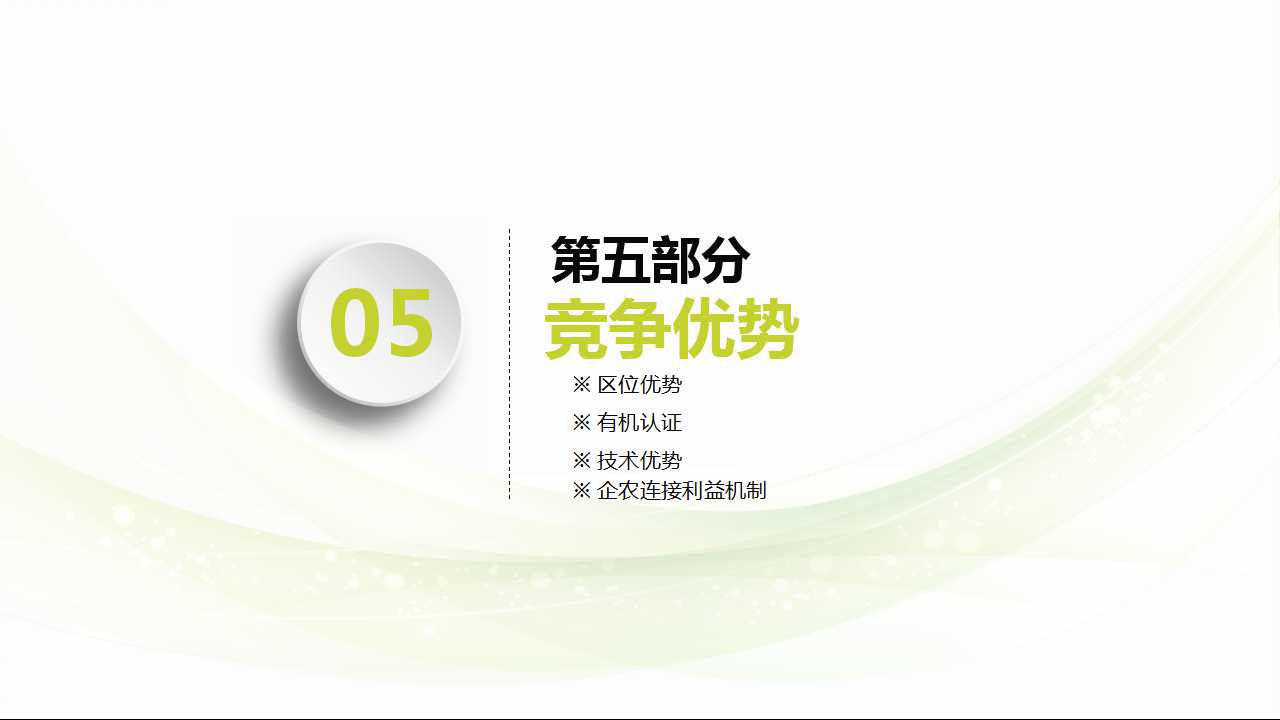 05
第五部分
竞争优势
※ 区位优势
※ 有机认证
※ 技术优势
※ 企农连接利益机制